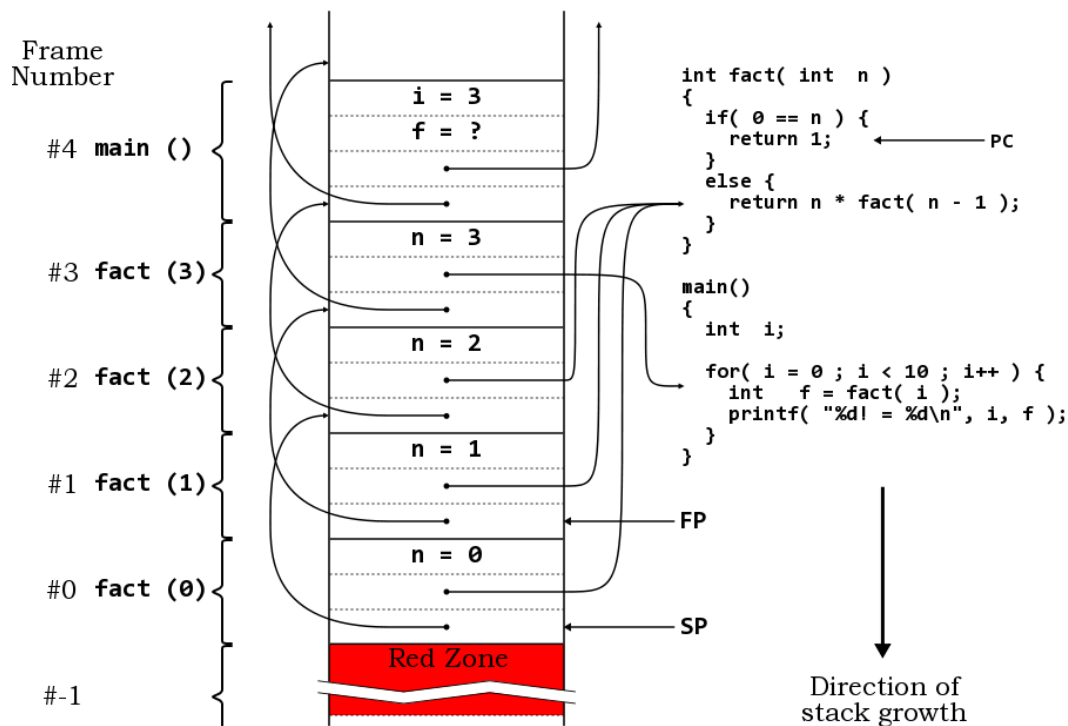 Frame
Number
#4 main ()
#3 fact (3)
#2 fact (2)
#1 fact (1)
#0 fact (0)
#-1
i = 3
f = ?
n = 3
n = 2
n = 1
n = 0
Red Zone
FP
SP
int fact( int  n )
{
  if( 0 == n ) {
    return 1;
  }
  else {
    return n * fact( n - 1 );
  }
}
PC
main()
{
  int  i;
  for( i = 0 ; i < 10 ; i++ ) {
    int   f = fact( i );
    printf( "%d! = %d\n", i, f );
  }
}
Direction of
stack growth